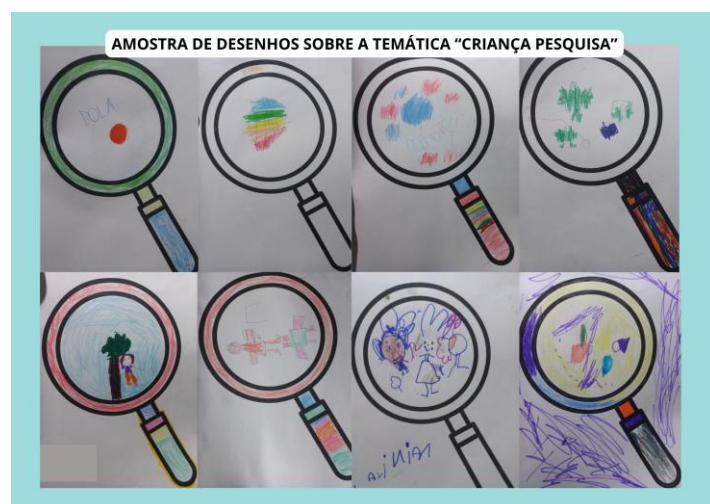 AMOSTRA DE DESENHOS SOBRE A TEMÁTICA “CRIANÇA PESQUISA”
BOLA